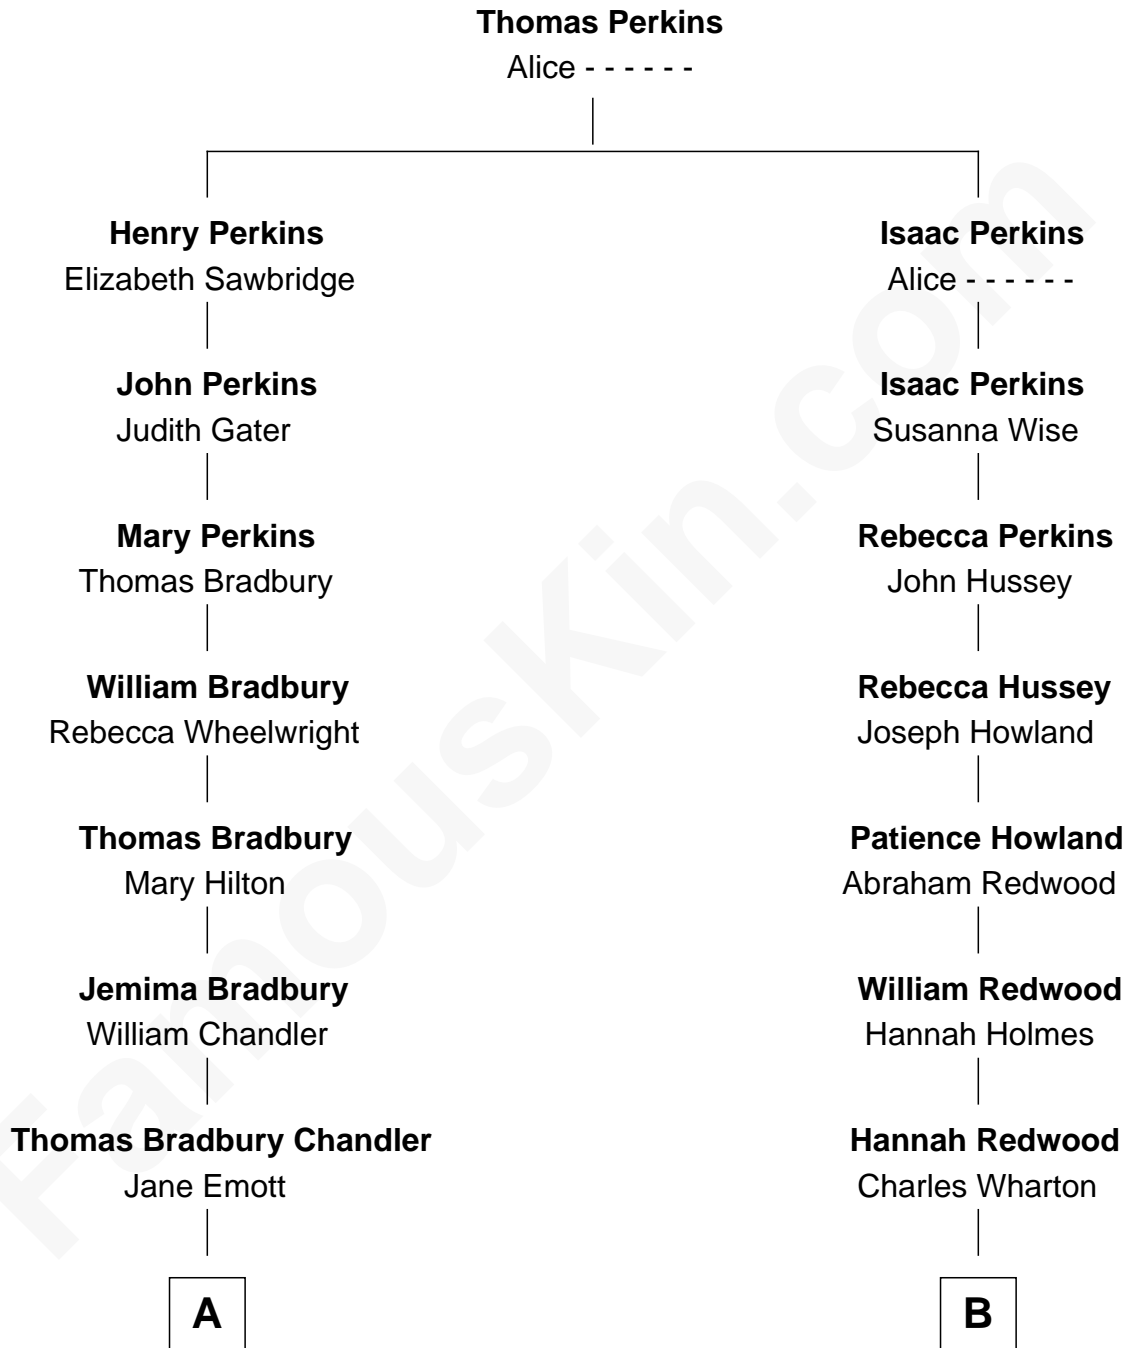 Thomas Perkins
Alice - - - - - -
Henry Perkins
Elizabeth Sawbridge
Isaac Perkins
Alice - - - - - -
John Perkins
Judith Gater
Isaac Perkins
Susanna Wise
Mary Perkins
Thomas Bradbury
Rebecca Perkins
John Hussey
William Bradbury
Rebecca Wheelwright
Rebecca Hussey
Joseph Howland
Thomas Bradbury
Mary Hilton
Patience Howland
Abraham Redwood
Jemima Bradbury
William Chandler
William Redwood
Hannah Holmes
Thomas Bradbury Chandler
Jane Emott
Hannah Redwood
Charles Wharton
A
B
FamousKin.com